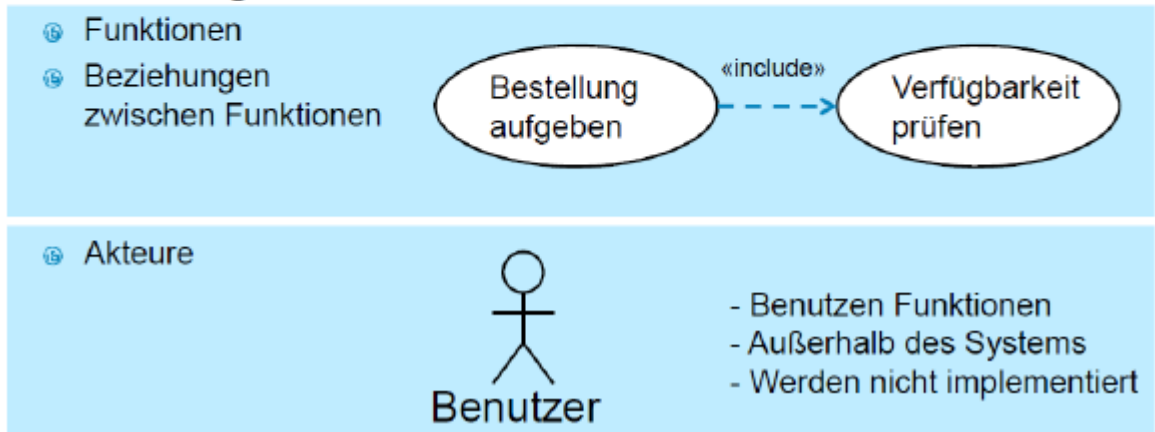 Funktionen
Beziehungen
zwischen Funktionen
Bestellung
aufgeben
«include»
Verfügbarkeit
prüfen
Akteure
Benutzer
- Benutzen Funktionen
- Außerhalb des Systems
- Werden nicht implementiert